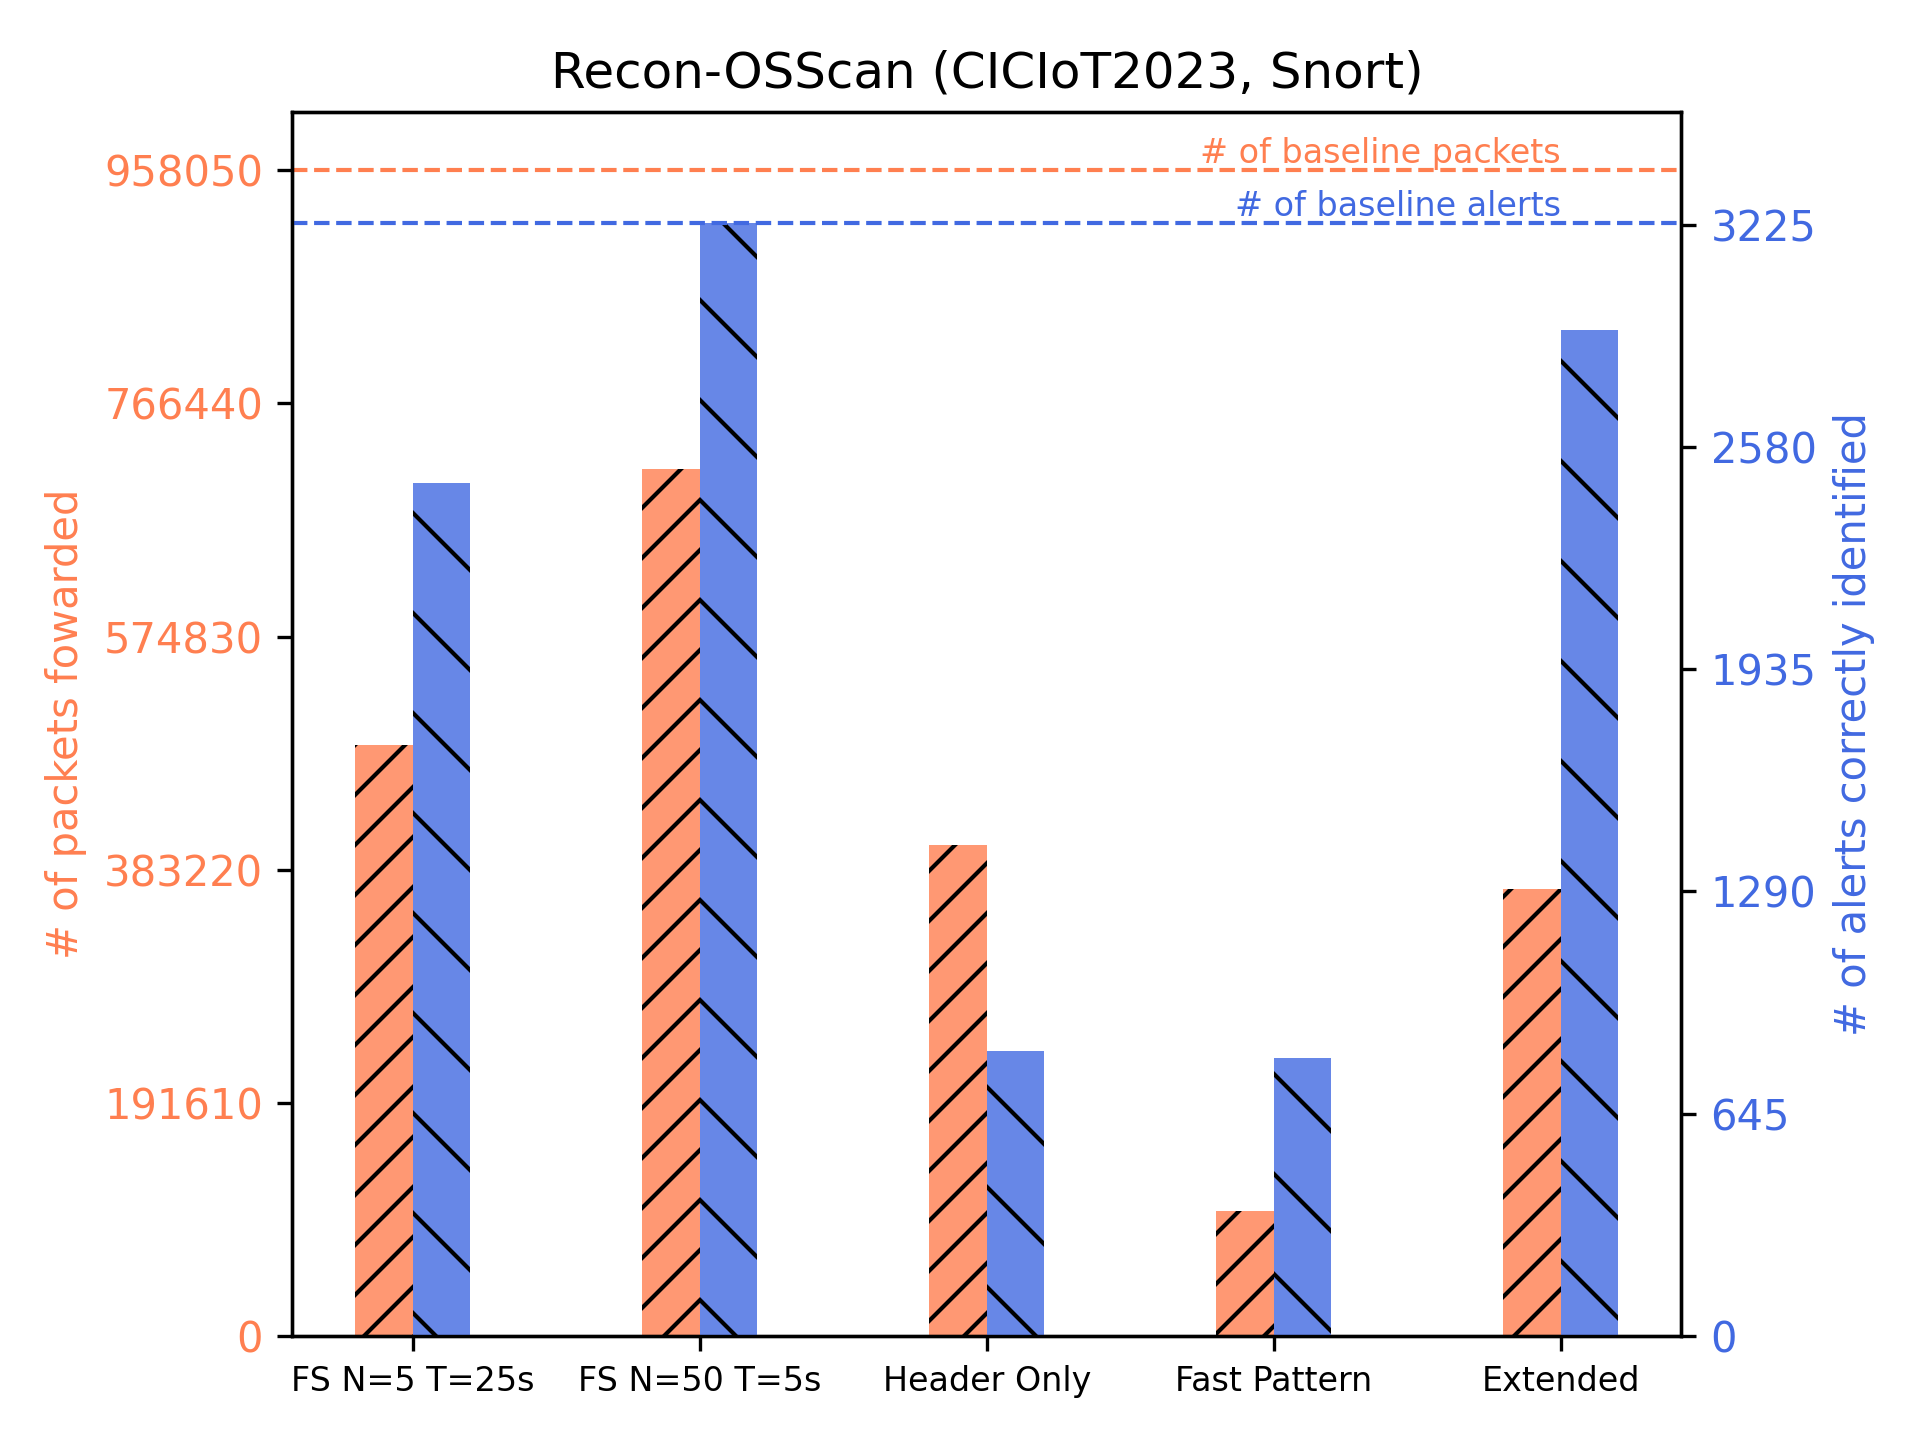 Recon-OSScan (CICIoT2023, Snort)
# of baseline packets
# of baseline alerts
# of packets fowarded
958050
766440
574830
383220
191610
0
3225
2580
1935
1290
645
0
# of alerts correctly identified
FS N=5 T=25s
FS N=50 T=5s
Header Only
Fast Pattern
Extended